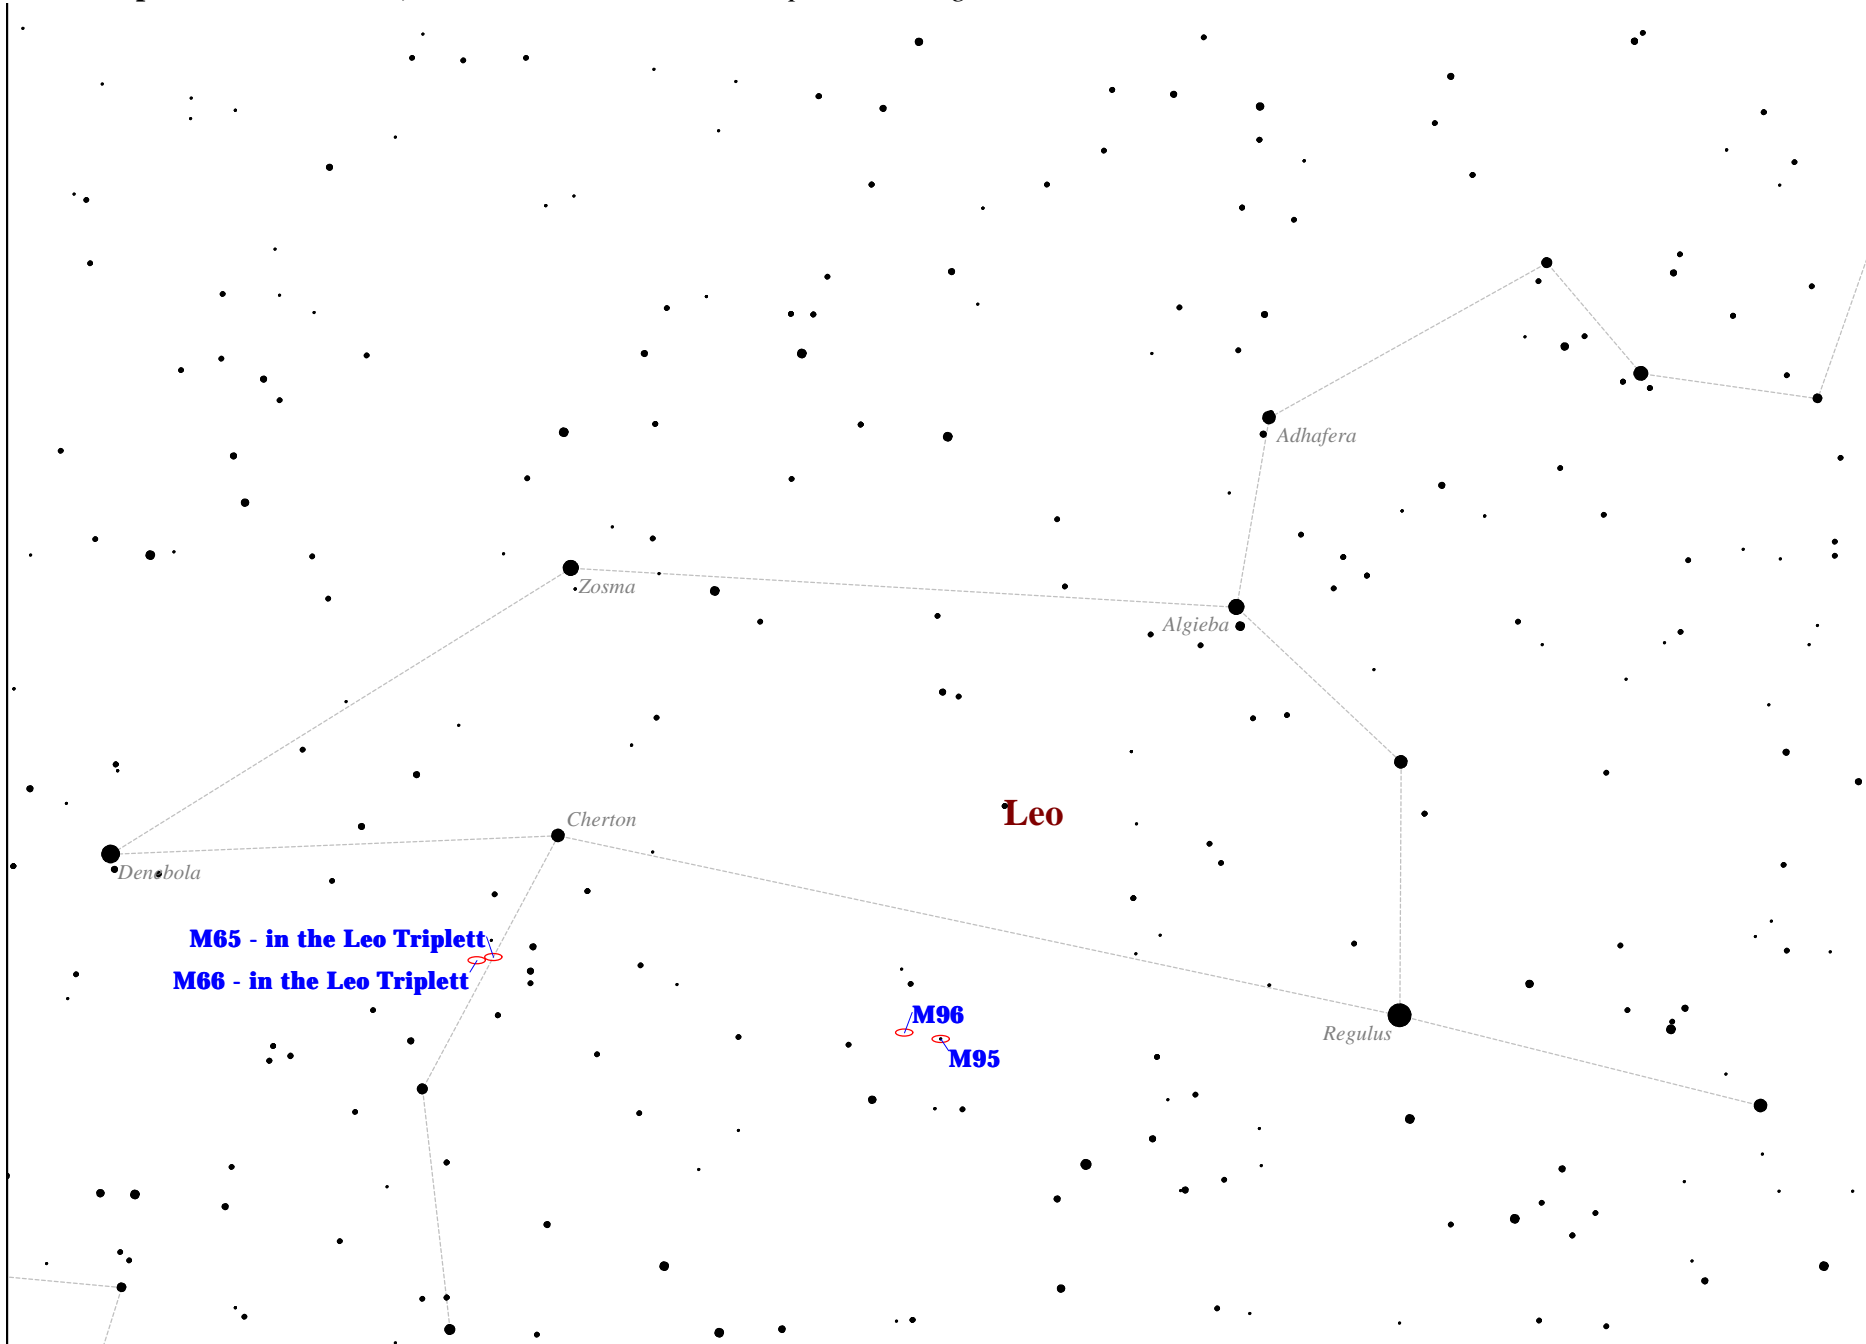 Adhafera
Zosma
Algieba
Leo
Cherton
Denebola
M65 - in the Leo Triplett
M66 - in the Leo Triplett
M96
Regulus
M95